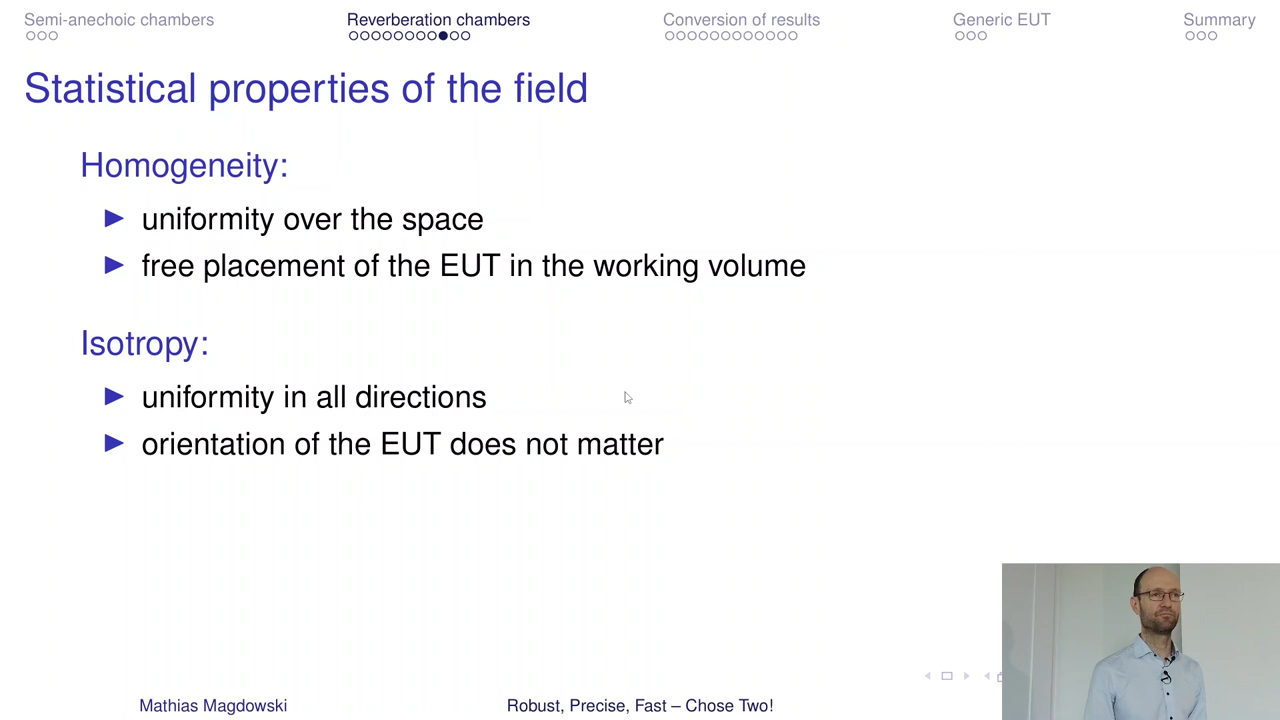 Semi-anechoic chambers
Reverberation chambers
Conversion of results
Generic EUT
Summary
Statistical properties of the field
Homogeneity:
uniformity over the space
free placement of the EUT in the working volume
Isotropy:
uniformity in all directions
orientation of the EUT does not matter
Mathias Magdowski
Robust, Precise, Fast – Chose Two!